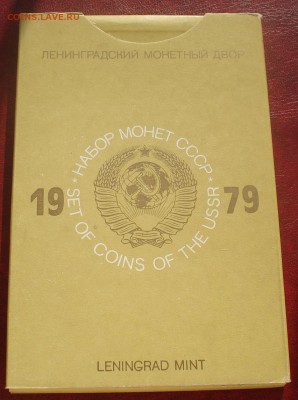 COINS.LAVE.RU
ЛЕНИНГРАДСКИЙ МОНЕТНЫЙ ДВОР
НАБОР МОНЕТ СССР
19 79
SET OF COINS OF THE USSR
LENINGRAD MINT